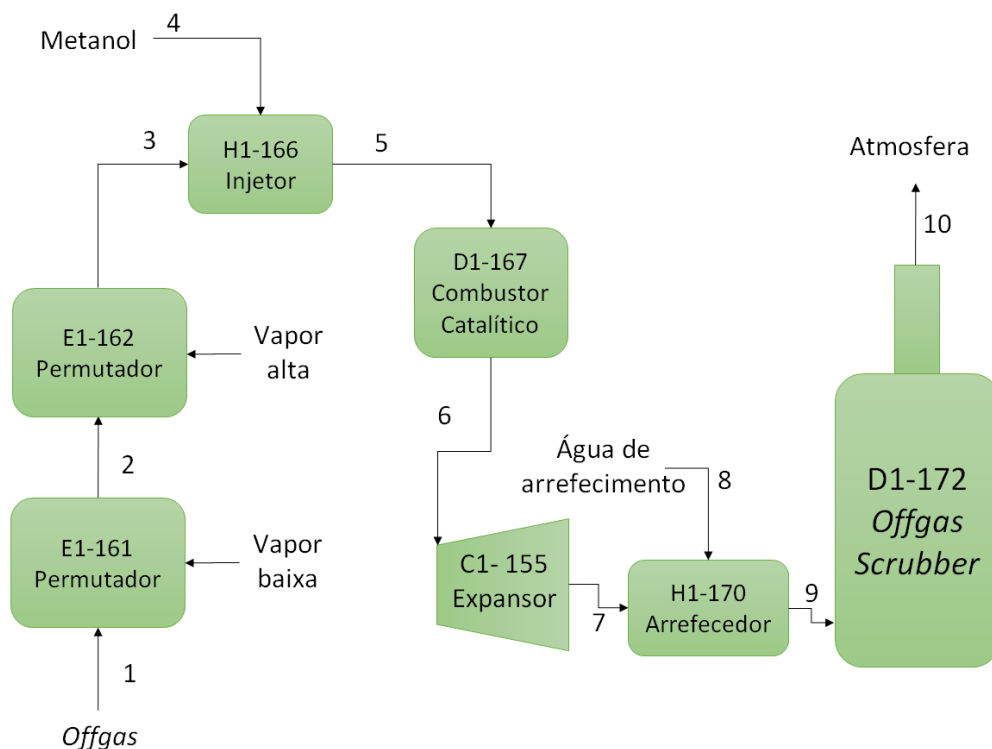 4
Metanol
H1-166
Injetor
3
5
Atmosfera
10
D1-167
Combustor
Catalítico
E1-162
Permutador
Vapor
alta
6
2
Água de
arrefecimento
8
D1-172
Offgas
Scrubber
E1-161
Permutador
Vapor
baixa
C1- 155
Expansor
7
H1-170
Arrefecedor
9
1
Offgas